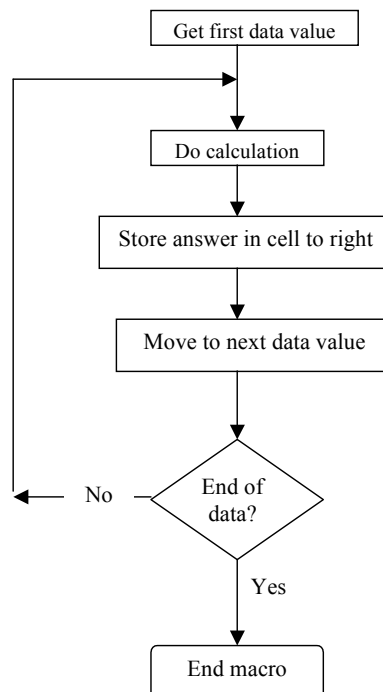 Get first data value
Do calculation
Store answer in cell to right
Move to next data value
End of
data?
No
Yes
End macro